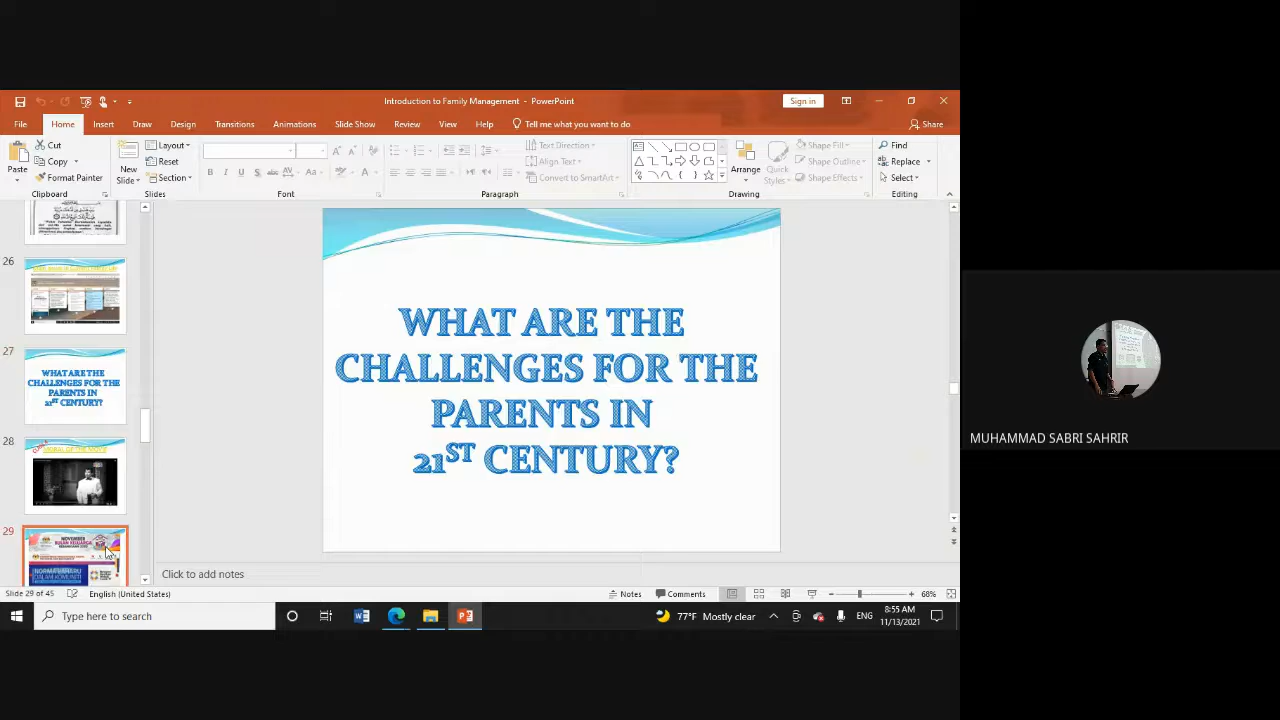 Introduction to Family Management - PowerPoint
Sign in
File Home Insert Draw Design Transitions Animations Slide Show Review View Help Tell me what you want to do Share
Paste
Cut
Copy
Format Painter
Clipboard
New
Slide
Layout
Reset
Section
Slides
Font
Text Direction
Align Text
Convert to SmartArt
Paragraph
Arrange
Quick
Styles
Shape Fill
Shape Outline
Shape Effects
Drawing
Find
Replace
Select
Editing
26
27
WHAT ARE THE
CHALLENGES FOR THE
PARENTS IN
21ST CENTURY?
28
29
NOVEMBER
BULAN KELUARGA
WHAT ARE THE
CHALLENGES FOR THE
PARENTS IN
21ST CENTURY?
Click to add notes
Slide 29 of 45 English (United States) Notes Comments 68%
Type here to search
77°F Mostly clear
ENG
8:55 AM
11/13/2021
MUHAMMAD SABRI SAHRIR